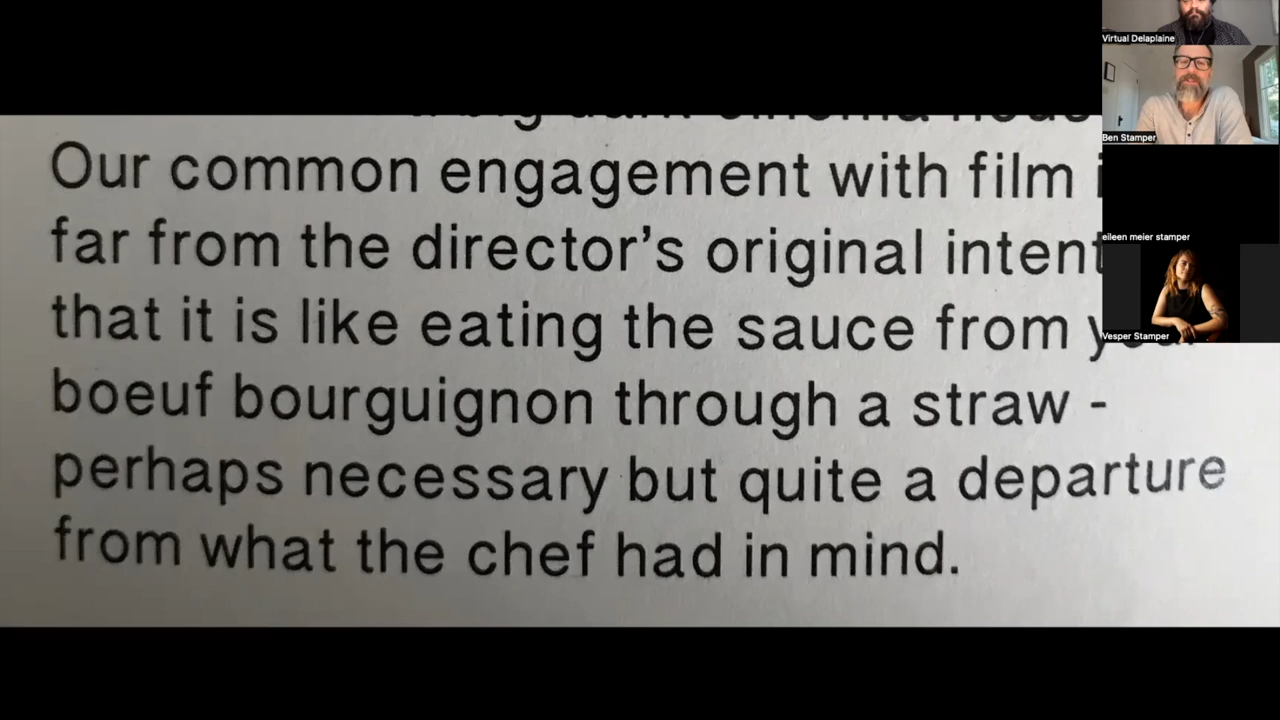 Our common engagement with film
far from the director's original intent
that it is like eating the sauce from
boeuf bourguignon through a straw -
perhaps necessary but quite a departure
from what the chef had in mind.
Virtual Delaplaine
Ben Stamper
eileen meier stamper
Vesper Stamper